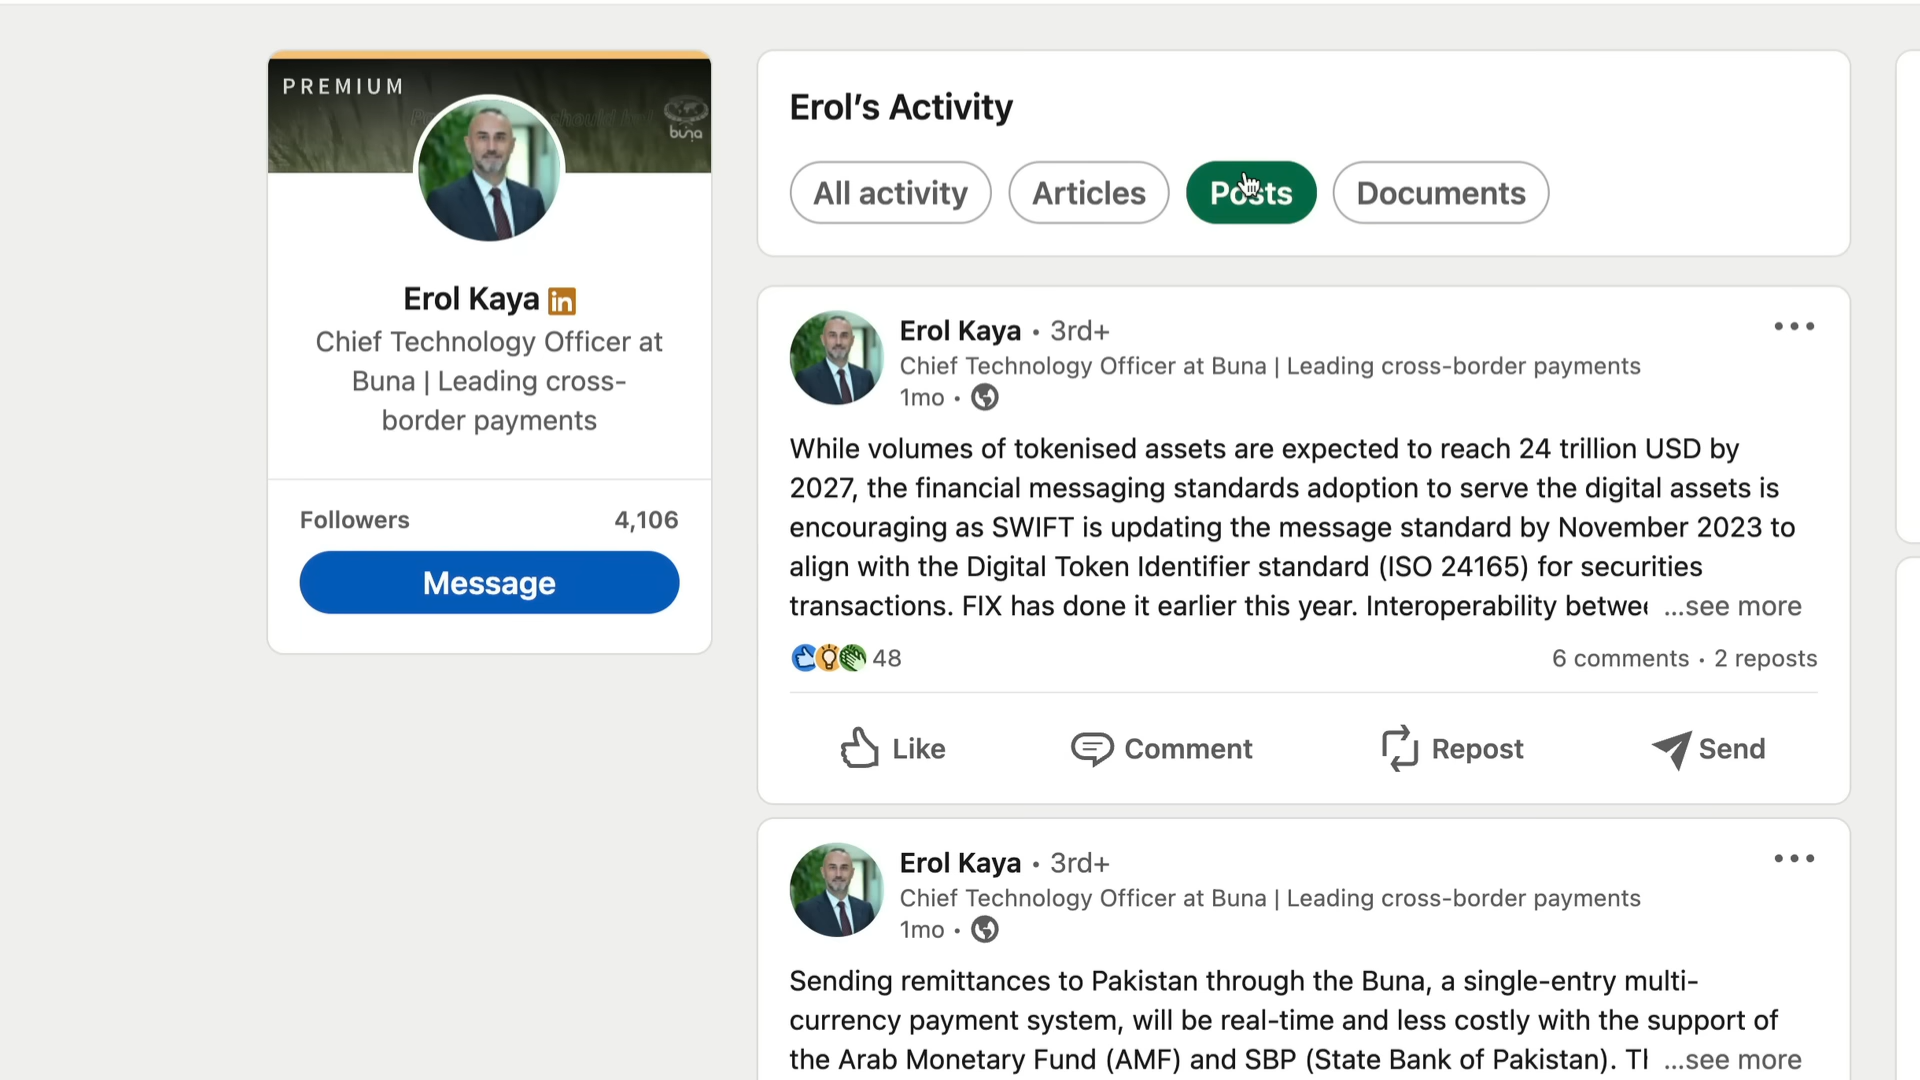 PREMIUM
buna
Erol Kaya in
Chief Technology Officer at
Buna | Leading cross-
border payments
Followers 4,106
Message
Erol's Activity
All activity Articles Posts Documents
Erol Kaya • 3rd+
Chief Technology Officer at Buna | Leading cross-border payments
1mo •
While volumes of tokenised assets are expected to reach 24 trillion USD by
2027, the financial messaging standards adoption to serve the digital assets is
encouraging as SWIFT is updating the message standard by November 2023 to
align with the Digital Token Identifier standard (ISO 24165) for securities
transactions. FIX has done it earlier this year. Interoperability betwe ...see more
48 6 comments • 2 reposts
Like Comment Repost Send
Erol Kaya • 3rd+
Chief Technology Officer at Buna | Leading cross-border payments
1mo •
Sending remittances to Pakistan through the Buna, a single-entry multi-
currency payment system, will be real-time and less costly with the support of
the Arab Monetary Fund (AMF) and SBP (State Bank of Pakistan). Tl ...see more